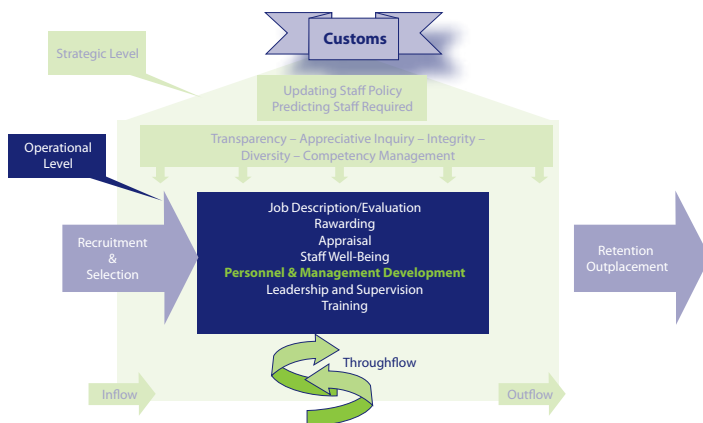 Customs
Strategic Level
Updating Staff Policy
Predicting Staff Required
Transparency – Appreciative Inquiry – Integrity –
Diversity – Competency Management
Operational
Level
Job Description/Evaluation
Rawarding
Appraisal
Staff Well-Being
Personnel & Management Development
Leadership and Supervision
Training
Recruitment
&
Selection
Retention
Outplacement
Throughflow
Inflow
Outflow